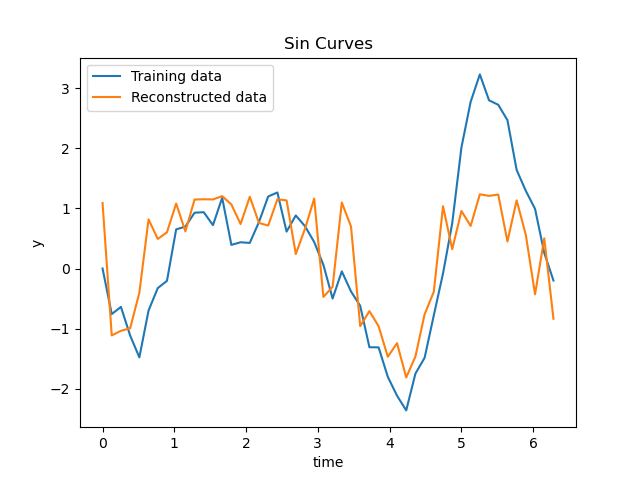 Sin Curves
Training data
Reconstructed data
y
3
2
1
0
−1
−2
0 1 2 3 4 5 6
time